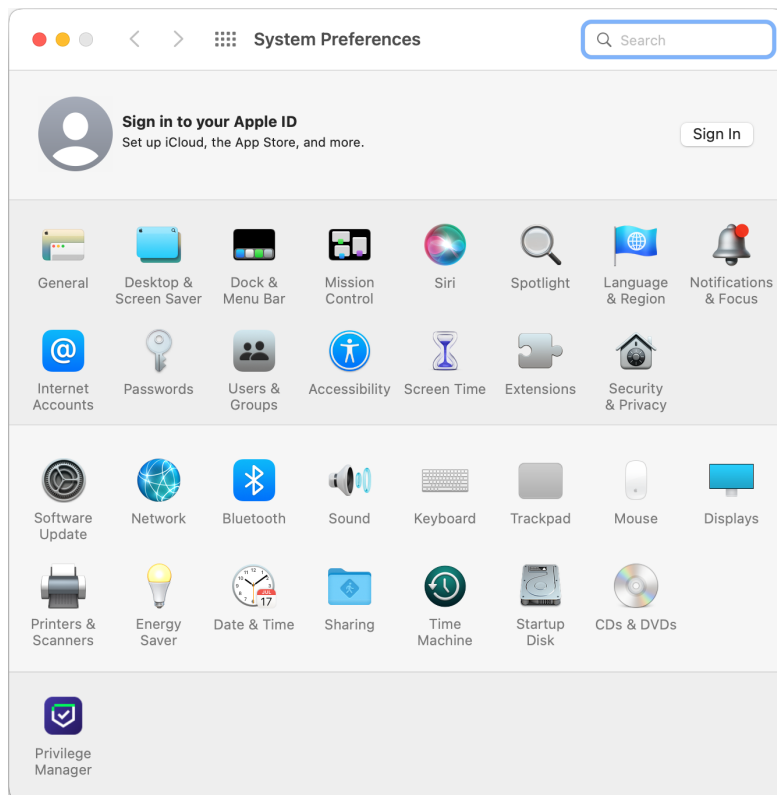 System Preferences
Search
Sign in to your Apple ID
Set up iCloud, the App Store, and more.
Sign In
General
Desktop &
Screen Saver
Dock &
Menu Bar
Mission
Control
Siri
Spotlight
Language
& Region
Notifications
& Focus
Internet
Accounts
Passwords
Users &
Groups
Accessibility
Screen Time
Extensions
Security
& Privacy
Software
Update
Network
Bluetooth
Sound
Keyboard
Trackpad
Mouse
Displays
Printers &
Scanners
Energy
Saver
JUL
17
Date & Time
Sharing
Time
Machine
Startup
Disk
CDs & DVDs
Privilege
Manager